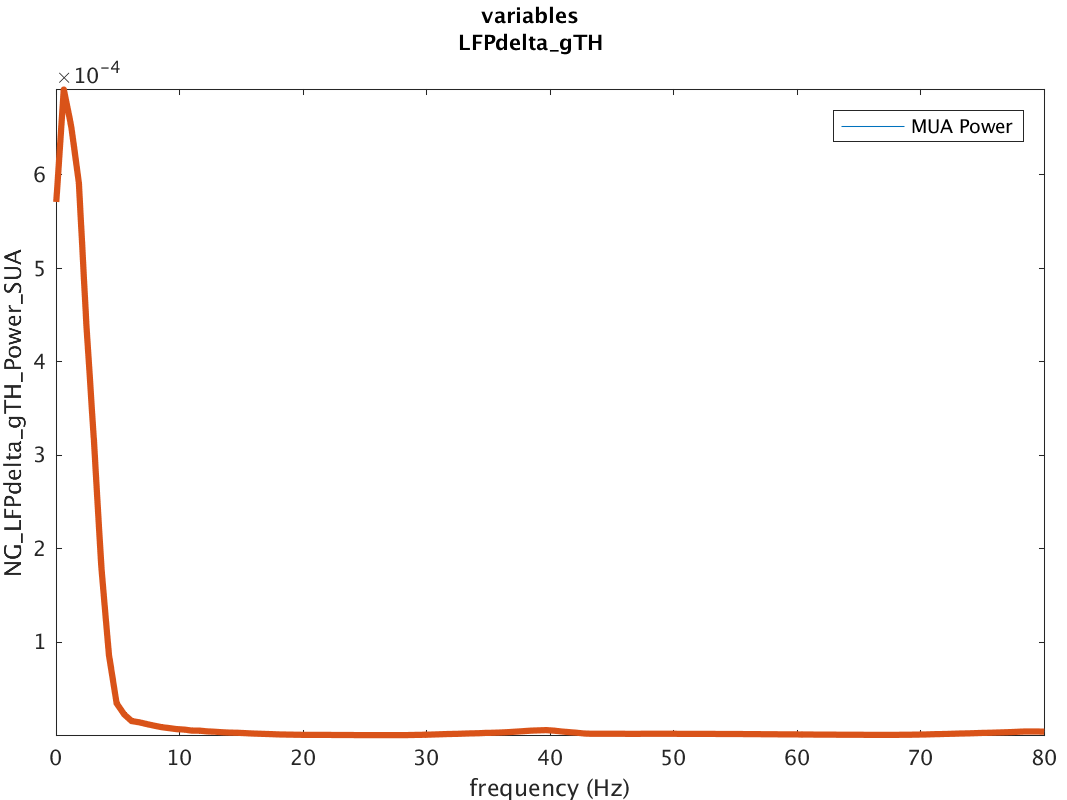 variables
LFPdelta_gTH
×10⁻⁴
MUA Power
6
5
4
3
2
1
NG_LFPdelta_gTH_Power_SUA
0 10 20 30 40 50 60 70 80
frequency (Hz)